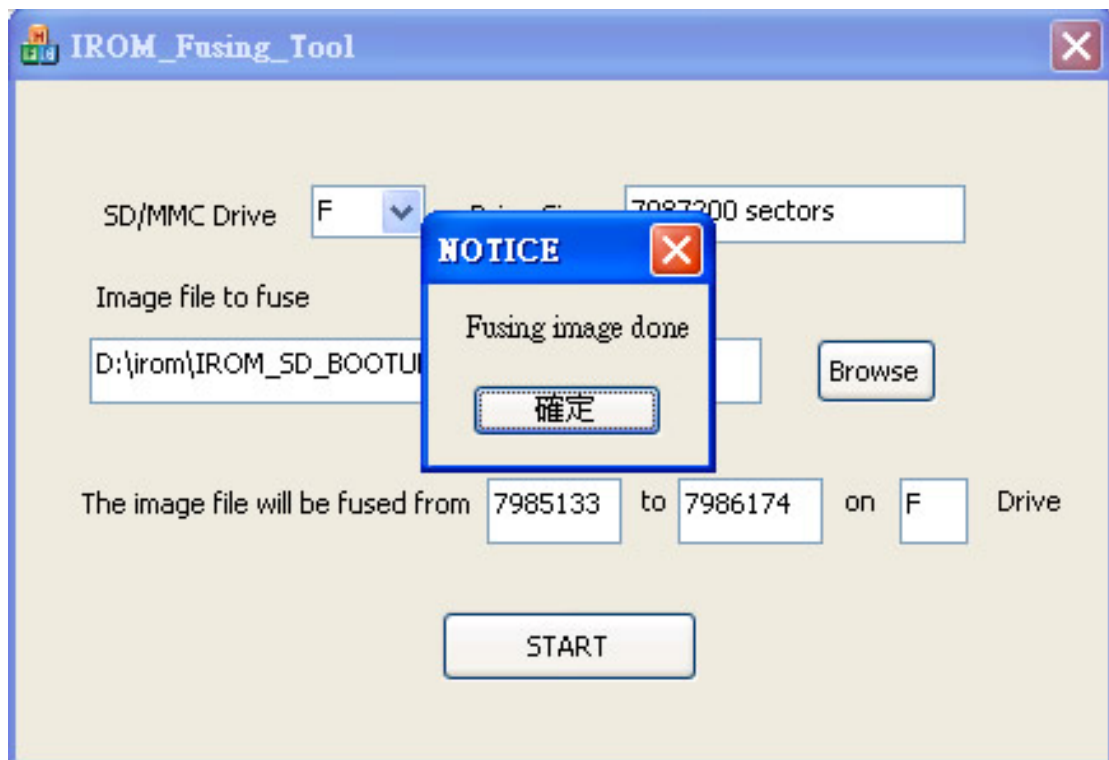 IROM_Fusing_Tool
SD/MMC Drive F 7987200 sectors
NOTICE
Image file to fuse
Fusing image done
D:\irom\IROM_SD_BOOTU
Browse
確定
The image file will be fused from 7985133 to 7986174 on F Drive
START